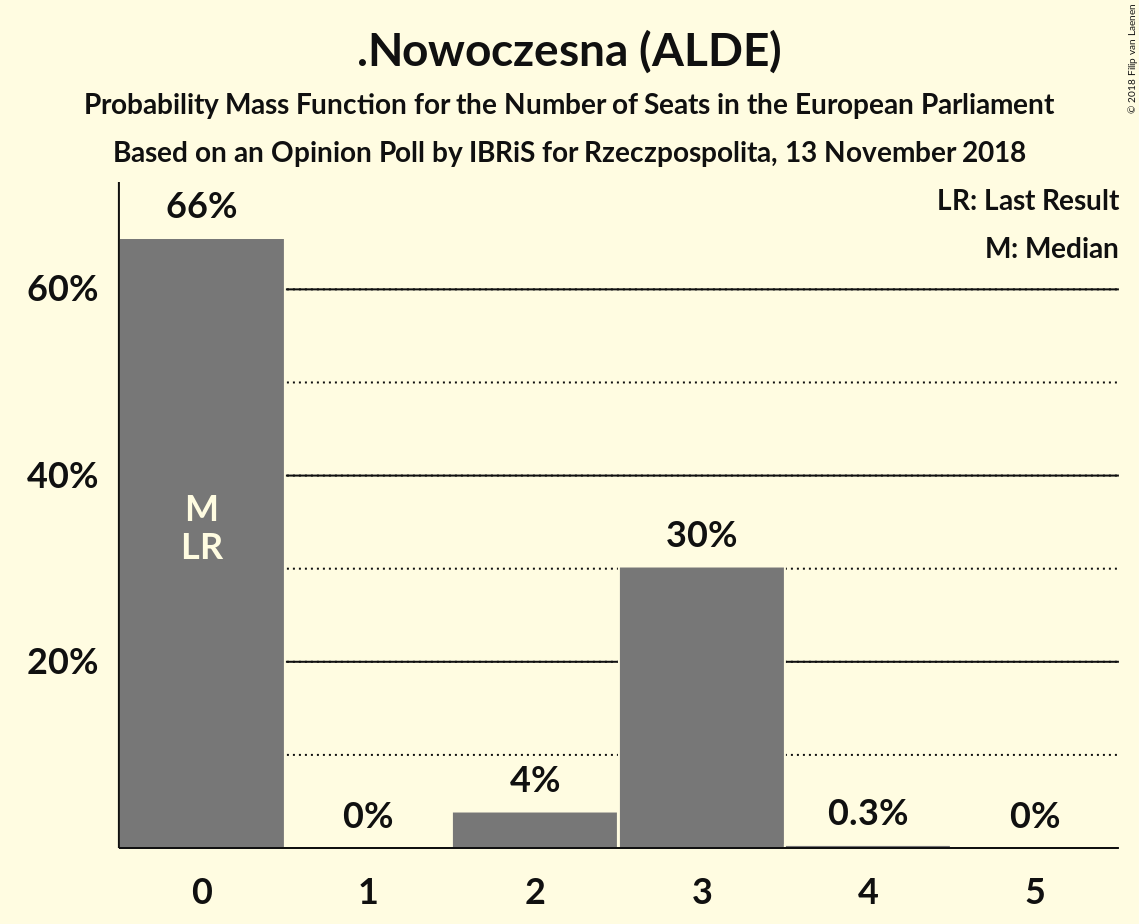 .Nowoczesna (ALDE)
Probability Mass Function for the Number of Seats in the European Parliament
Based on an Opinion Poll by IBRiS for Rzeczpospolita, 13 November 2018
© 2018 Filip van Laenen
LR: Last Result
M: Median
66%
60%
40%
20%
M
LR
0%
4%
30%
0.3%
0%
0 1 2 3 4 5